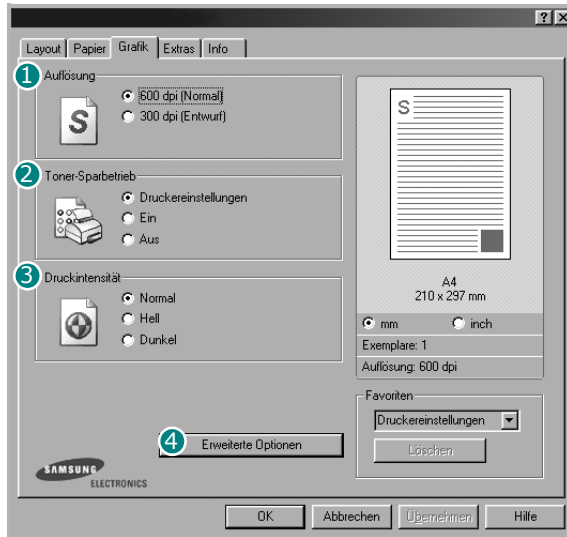 Layout Papier Grafik Extras Info
1 Auflösung
600 dpi (Normal)
300 dpi (Entwurf)
S
2 Toner-Sparbetrieb
Druckereinstellungen
Ein
Aus
3 Druckintensität
Normal
Hell
Dunkel
4 Erweiterte Optionen
SAMSUNG
ELECTRONICS
S
A4
210 x 297 mm
mm inch
Exemplare: 1
Auflösung: 600 dpi
Favoriten
Druckereinstellungen
Löschen
OK Abbrechen Übernehmen Hilfe